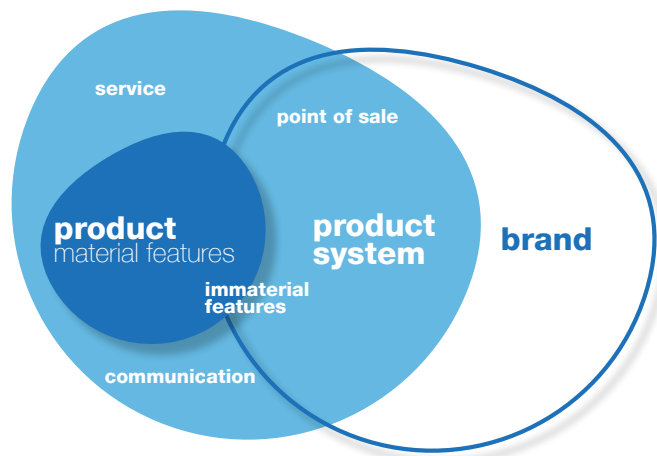 service
point of sale
product
material features
product
system
brand
immaterial
features
communication